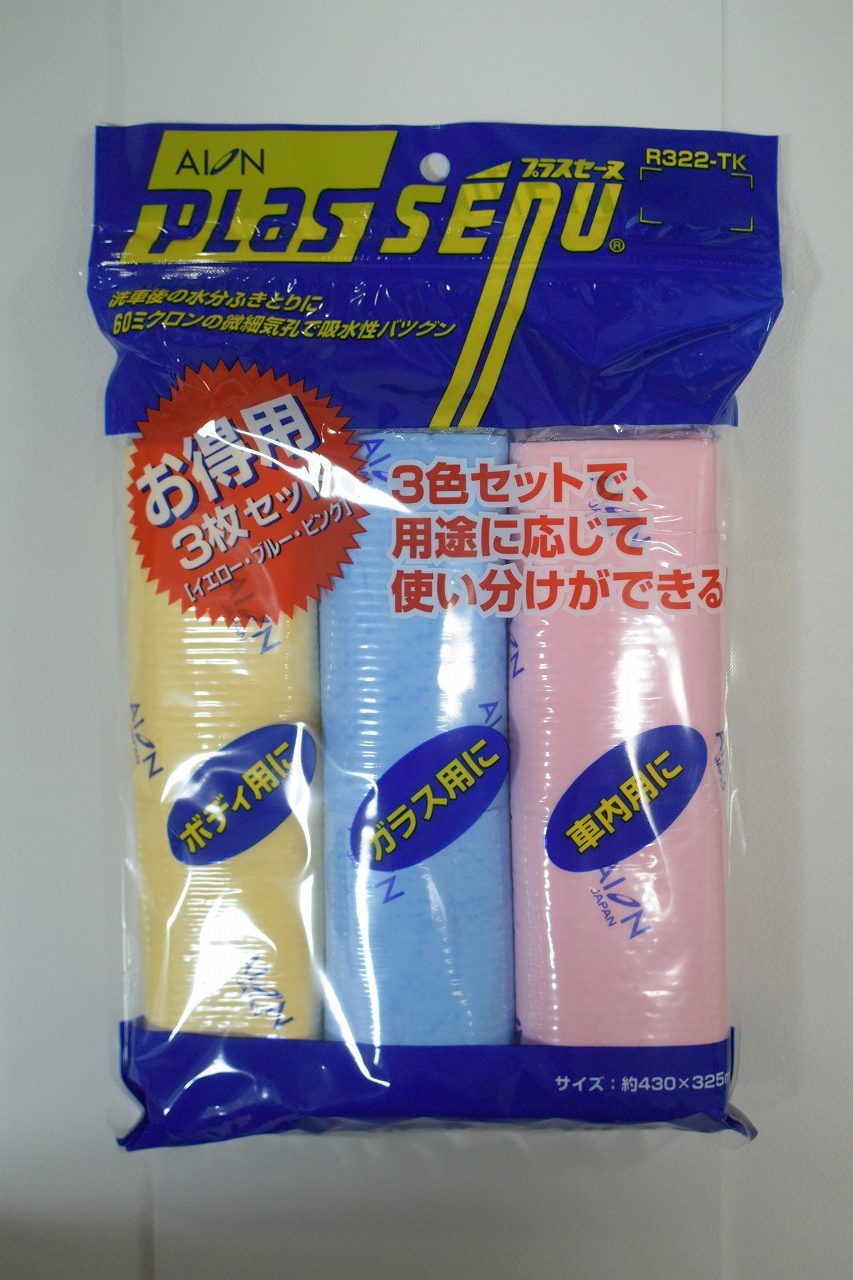 AION
PLas SENU®
プラスセーヌ
R322-TK
洗車後の水分ふきとりに
60ミクロンの微細気孔で吸水性バツグン
お得用
3枚セット
【イエロー・ブルー・ピンク】
3色セットで、
用途に応じて
使い分けができる!
AION
AION
AION
ボディ用に
ガラス用に
車内用に
AION
JAPAN
サイズ:約430×325